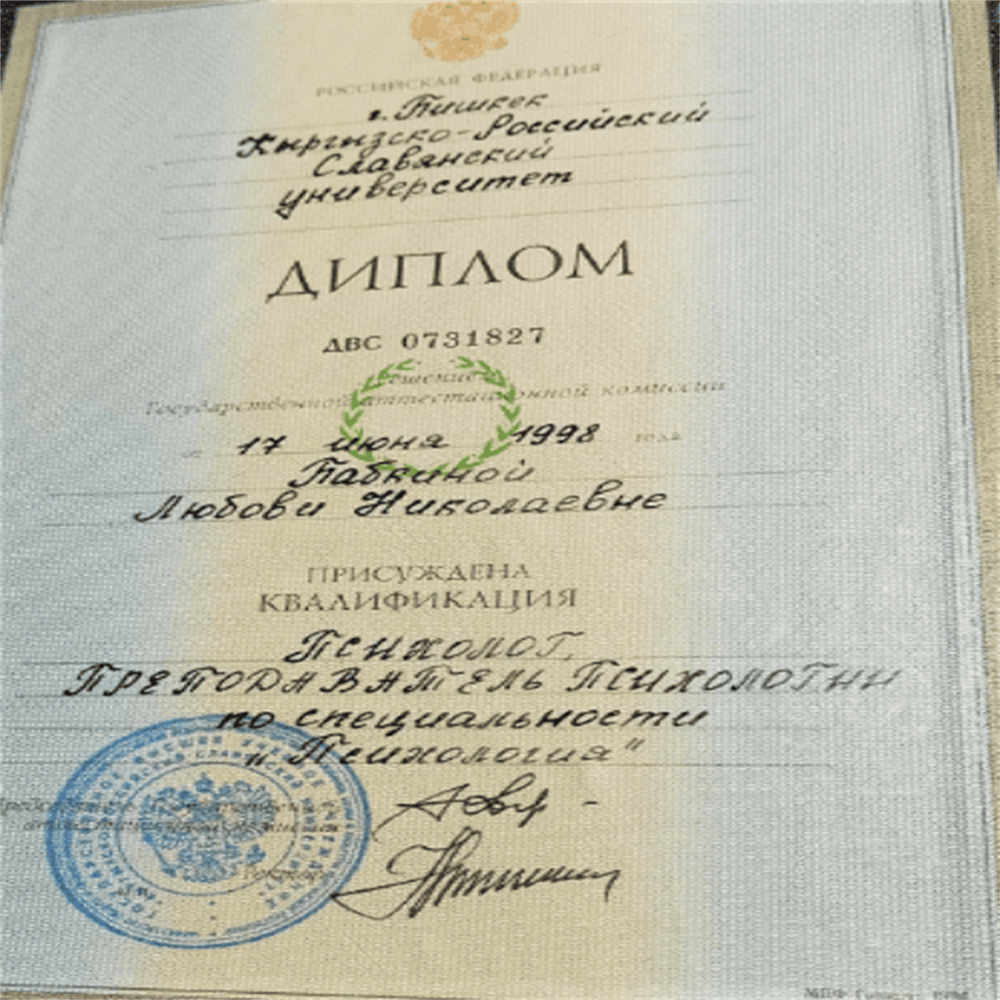 РОССИЙСКАЯ ФЕДЕРАЦИЯ
г. Бишкек
Кыргызско-Российский
Славянский
университет
ДИПЛОМ
ДВС 0731827
Решение
Государственной аттестационной комиссии
от 17 июня 1998 года
Бабкиной
Любови Николаевне
ПРИСУЖДЕНА
КВАЛИФИКАЦИЯ
ПСИХОЛОГ,
ПРЕПОДАВАТЕЛЬ ПСИХОЛОГИИ
по специальности
„Психология"